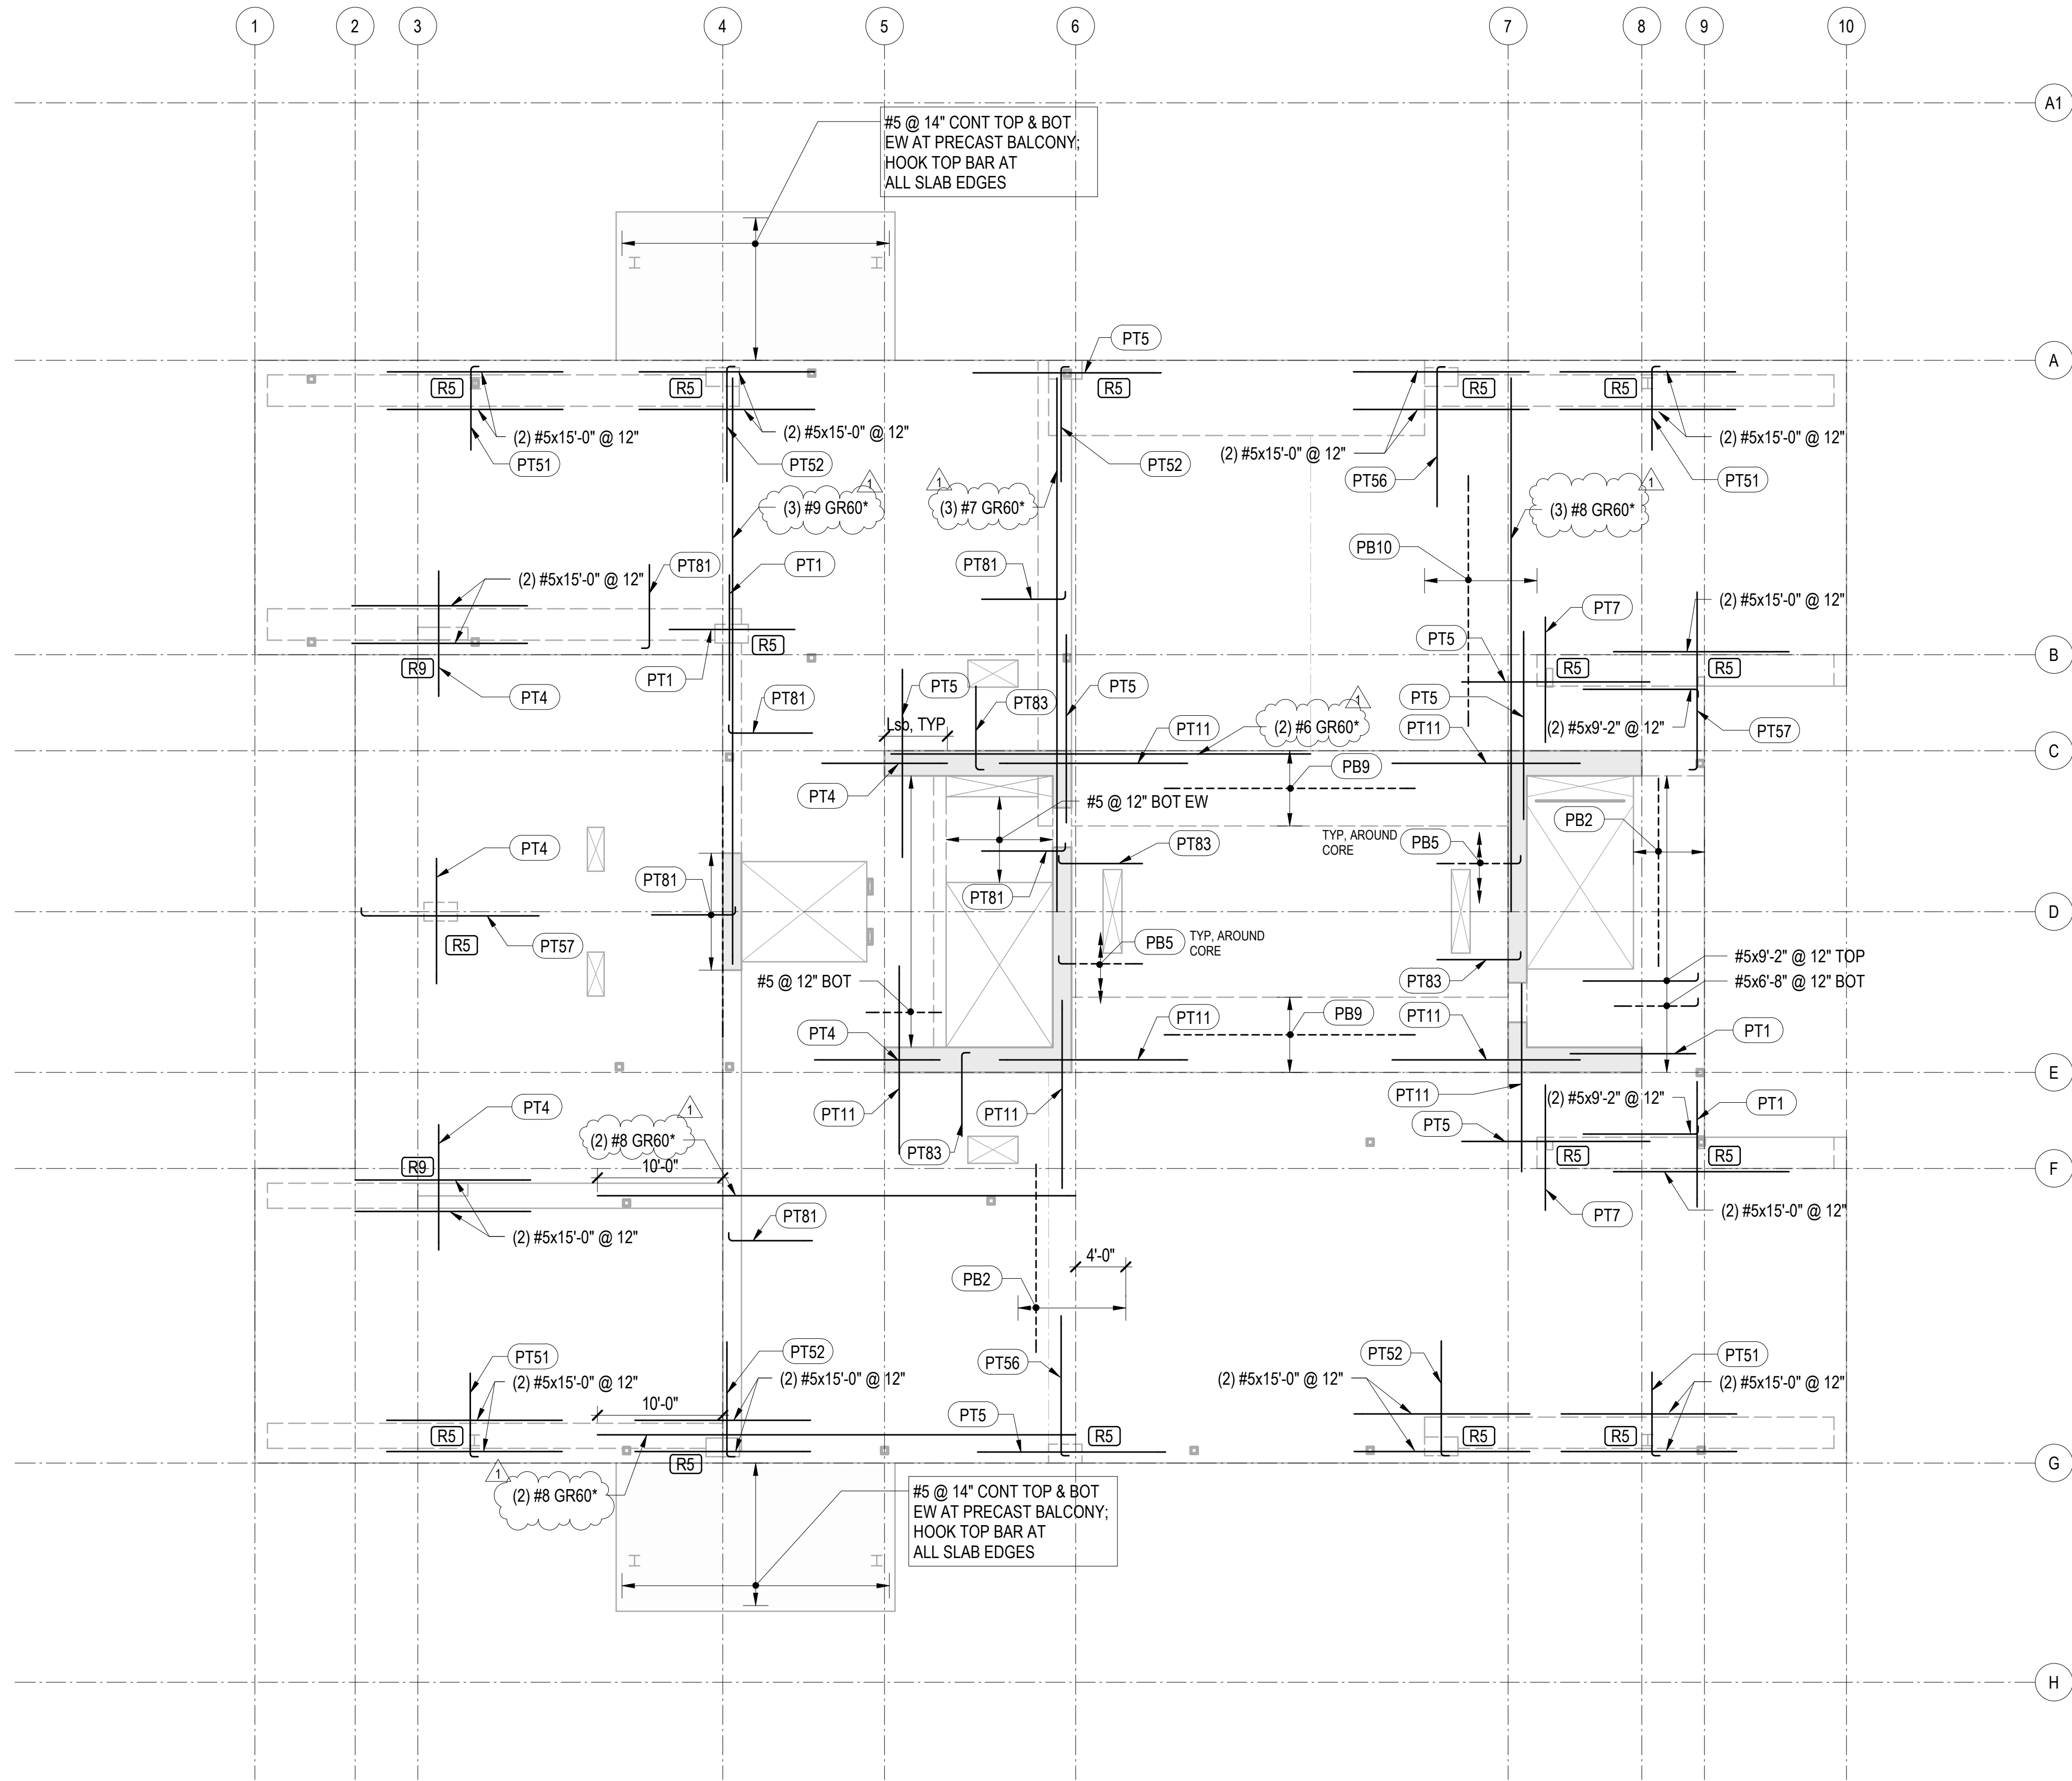 1 2 3 4 5 6 7 8 9 10
A1
#5 @ 14" CONT TOP & BOT
EW AT PRECAST BALCONY;
HOOK TOP BAR AT
ALL SLAB EDGES
PT5
A
R5 R5 R5 R5 R5
(2) #5x15'-0" @ 12"
(2) #5x15'-0" @ 12"
(2) #5x15'-0" @ 12"
(2) #5x15'-0" @ 12"
PT51
PT52
PT52
PT56
PT51
1 1 1
(3) #9 GR60*
(3) #7 GR60*
(3) #8 GR60*
PB10
PT81
PT1
PT81
(2) #5x15'-0" @ 12"
(2) #5x15'-0" @ 12"
PT7
PT5
R5
B
R9
R5
R5
PT1
PT4
PT81
PT5
PT83
PT5
1
PT5
Lsb, TYP
(2) #6 GR60*
PT11
PT11
(2) #5x9'-2" @ 12"
PT57
C
PB9
PT4
#5 @ 12" BOT EW
TYP, AROUND
CORE
PB5
PB2
PT4
PT83
PT81
PT81
D
R5
PT57
PB5
TYP, AROUND
CORE
#5x9'-2" @ 12" TOP
#5x6'-8" @ 12" BOT
#5 @ 12" BOT
PT83
PT4
PT11
PB9
PT11
PT1
E
PT4
1
PT11
PT11
PT11
(2) #5x9'-2" @ 12"
PT1
PT5
(2) #8 GR60*
PT83
R5
R5
R9
10'-0"
F
(2) #5x15'-0" @ 12"
PT81
PT7
(2) #5x15'-0" @ 12"
4'-0"
PB2
PT51
PT52
PT56
PT52
PT51
(2) #5x15'-0" @ 12"
(2) #5x15'-0" @ 12"
(2) #5x15'-0" @ 12"
(2) #5x15'-0" @ 12"
10'-0"
PT5
R5
R5
R5
R5
R5
G
1
(2) #8 GR60*
#5 @ 14" CONT TOP & BOT
EW AT PRECAST BALCONY;
HOOK TOP BAR AT
ALL SLAB EDGES
H